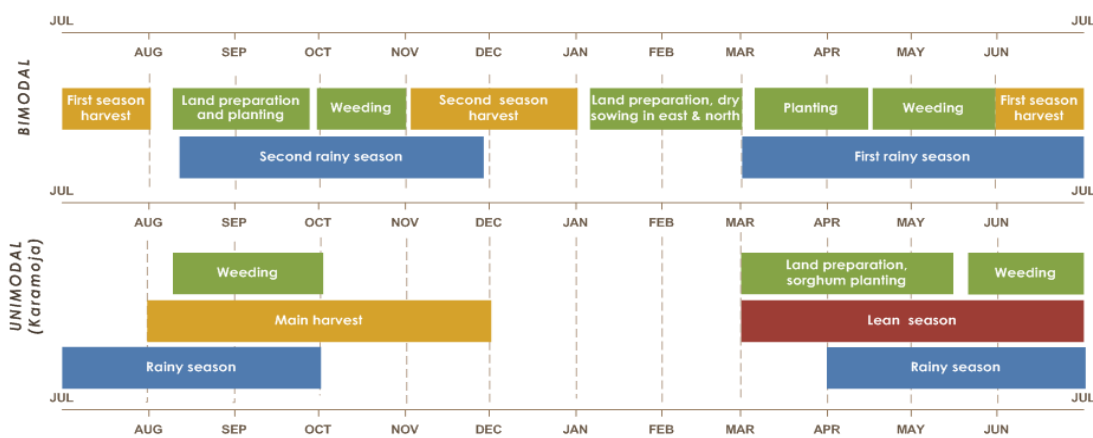 JUL JUL
AUG SEP OCT NOV DEC JAN FEB MAR APR MAY JUN
BIMODAL
First season
harvest
Land preparation
and planting
Weeding
Second season
harvest
Land preparation, dry
sowing in east & north
Planting
Weeding
First season
harvest
Second rainy season
First rainy season
JUL JUL
AUG SEP OCT NOV DEC JAN FEB MAR APR MAY JUN
UNIMODAL
(Karamoja)
Weeding
Land preparation,
sorghum planting
Weeding
Main harvest
Lean season
Rainy season
Rainy season
JUL JUL
AUG SEP OCT NOV DEC JAN FEB MAR APR MAY JUN